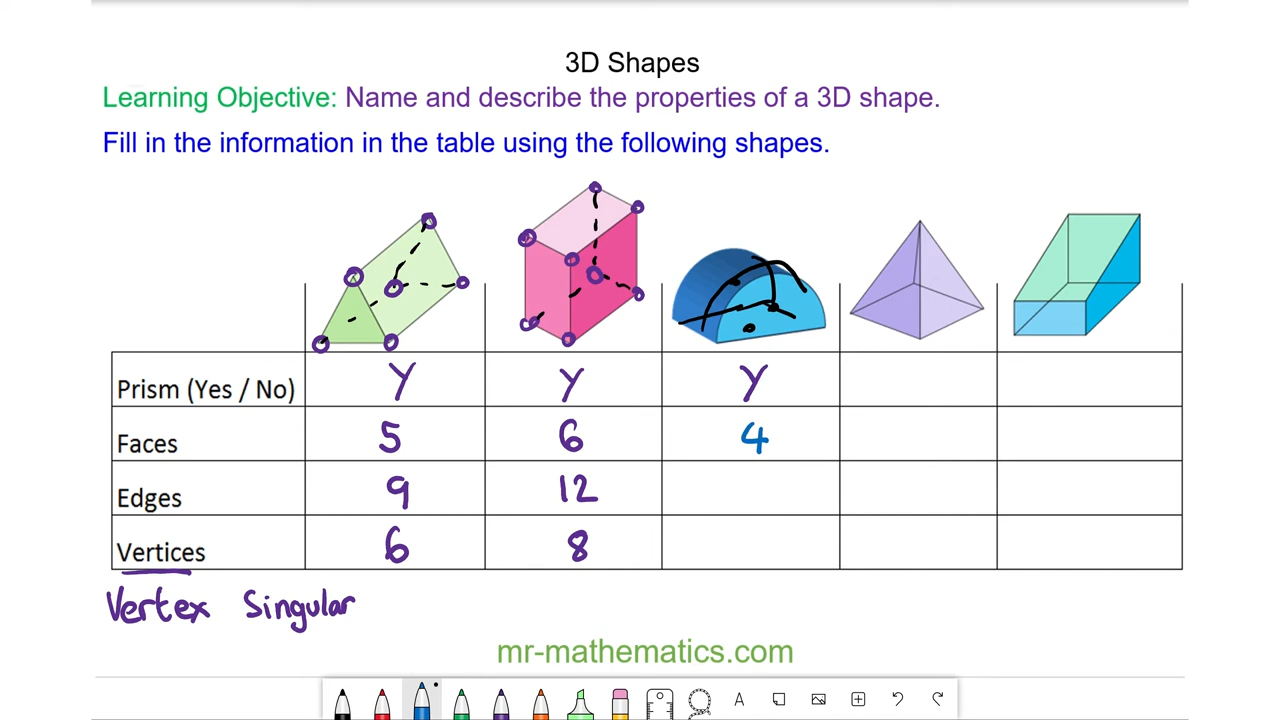 3D Shapes
Learning Objective: Name and describe the properties of a 3D shape.
Fill in the information in the table using the following shapes.
Prism (Yes / No) Y Y Y
Faces 5 6 4
Edges 9 12
Vertices 6 8
Vertex Singular
mr-mathematics.com
A